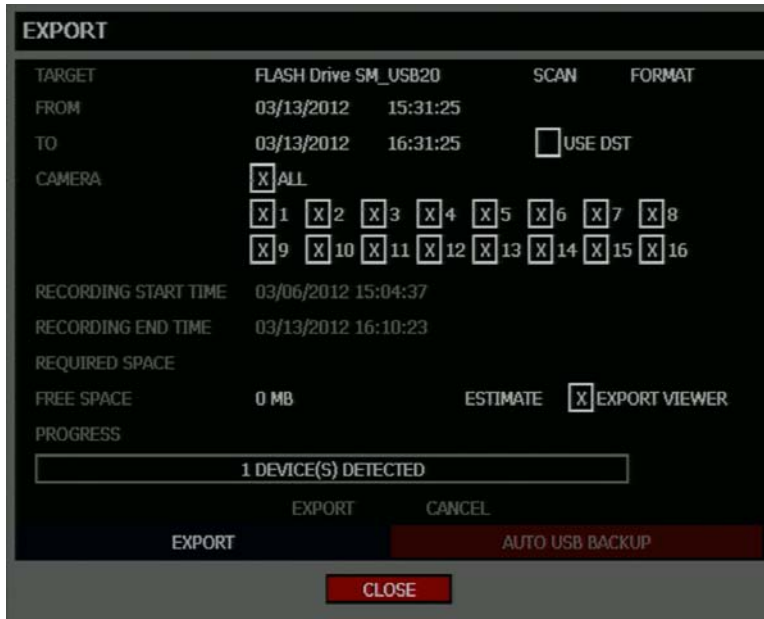 EXPORT
TARGET FLASH Drive SM_USB20 SCAN FORMAT
FROM 03/13/2012 15:31:25
TO 03/13/2012 16:31:25 USE DST
CAMERA X ALL
X 1 X 2 X 3 X 4 X 5 X 6 X 7 X 8
X 9 X 10 X 11 X 12 X 13 X 14 X 15 X 16
RECORDING START TIME 03/06/2012 15:04:37
RECORDING END TIME 03/13/2012 16:10:23
REQUIRED SPACE
FREE SPACE 0 MB ESTIMATE X EXPORT VIEWER
PROGRESS
1 DEVICE(S) DETECTED
EXPORT CANCEL
EXPORT AUTO USB BACKUP
CLOSE